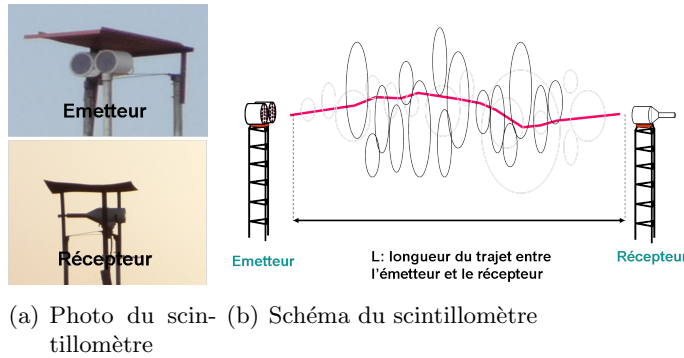 Emetteur
Récepteur
Emetteur
L: longueur du trajet entre
l'émetteur et le récepteur
Récepteur
(a) Photo du scin-
tillomètre
(b) Schéma du scintillomètre